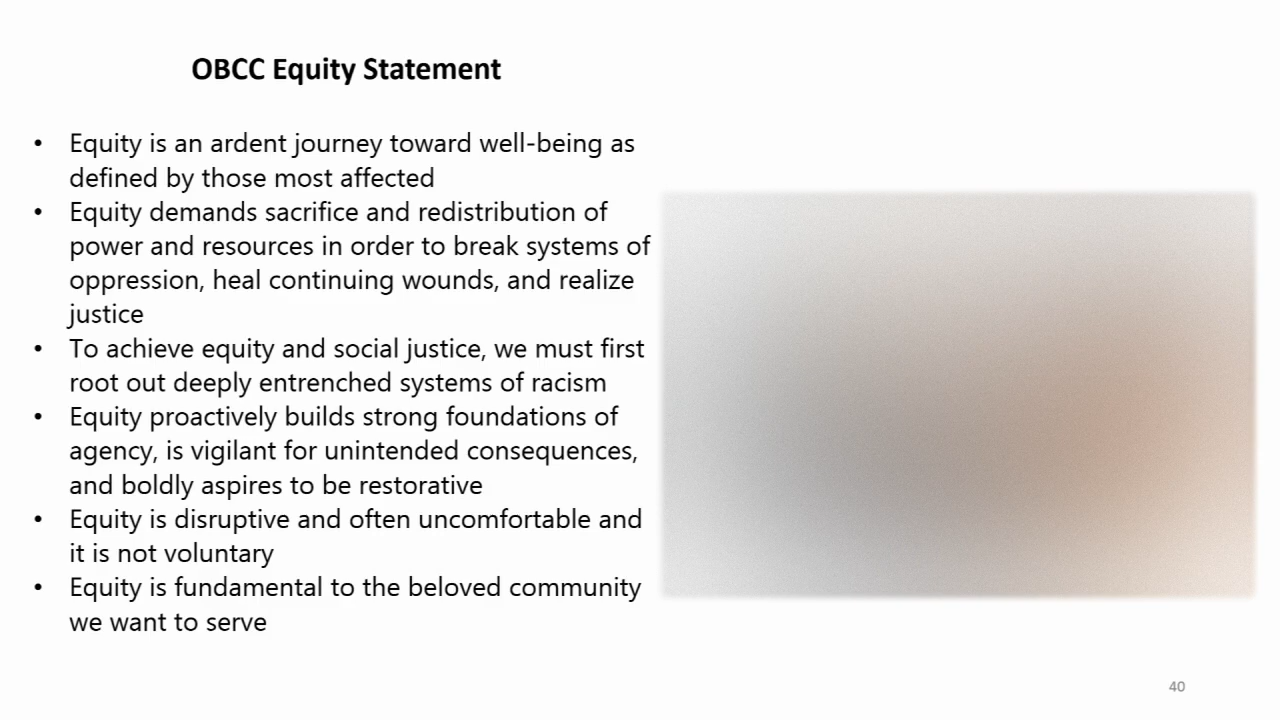 OBCC Equity Statement
• Equity is an ardent journey toward well-being as
defined by those most affected
• Equity demands sacrifice and redistribution of
power and resources in order to break systems of
oppression, heal continuing wounds, and realize
justice
• To achieve equity and social justice, we must first
root out deeply entrenched systems of racism
• Equity proactively builds strong foundations of
agency, is vigilant for unintended consequences,
and boldly aspires to be restorative
• Equity is disruptive and often uncomfortable and
it is not voluntary
• Equity is fundamental to the beloved community
we want to serve
40